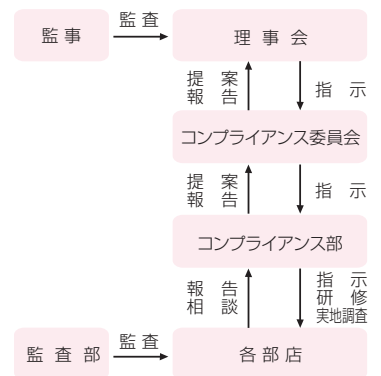 監事
監査
理事会
提案
報告
指示
コンプライアンス委員会
提案
報告
指示
コンプライアンス部
報告
相談
指示
研修
実地調査
監査部
監査
各部店